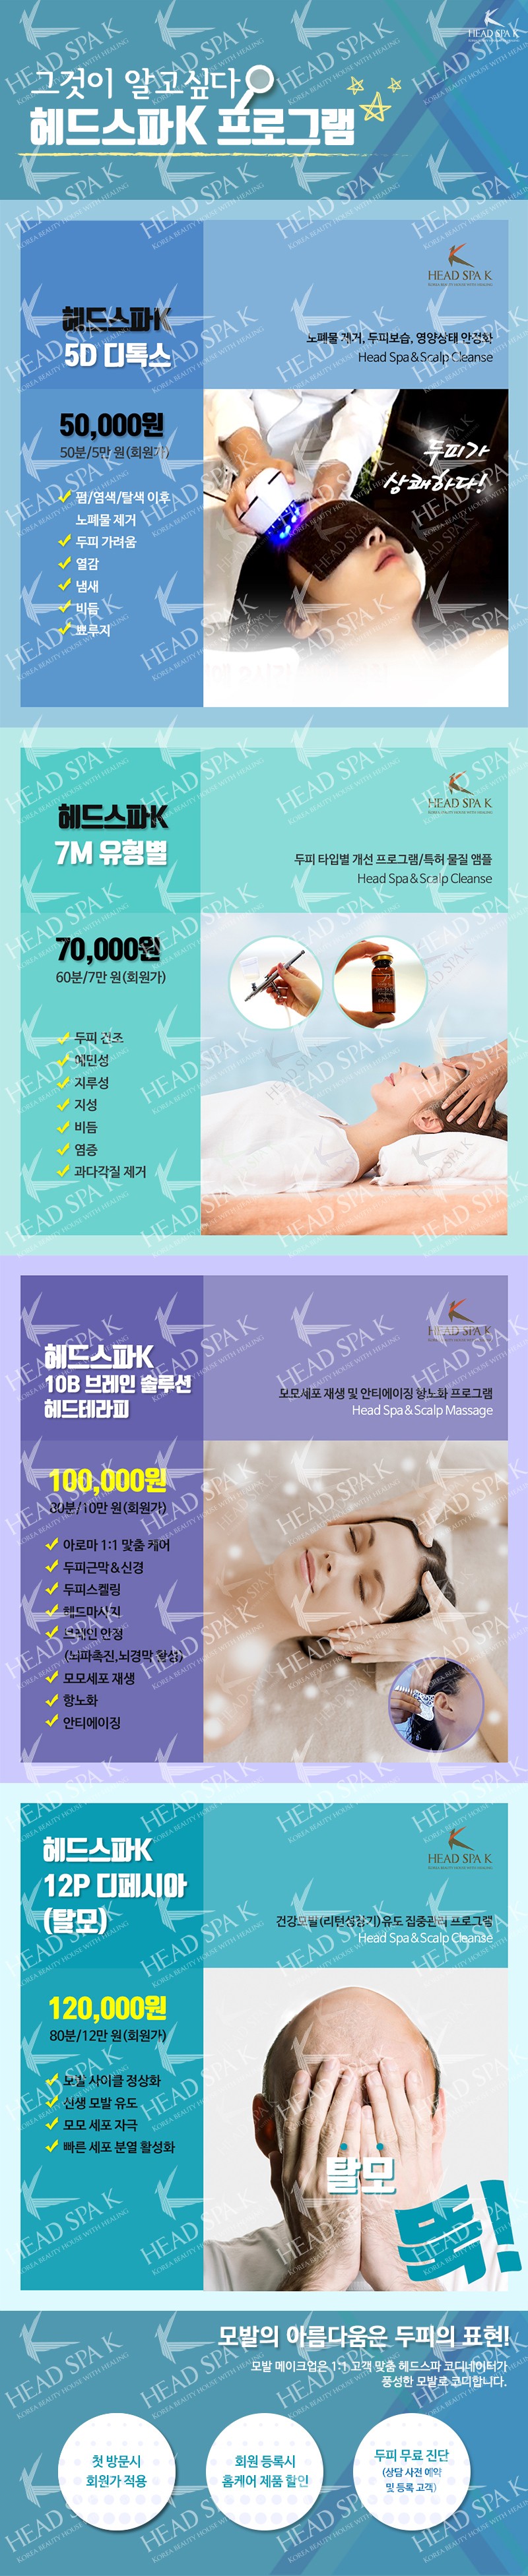 HEAD SPA K
그것이 알고싶다
헤드스파K 프로그램
HEAD SPA K
KOREA BEAUTY HOUSE WITH HEALING
헤드스파K
5D 디톡스
노폐물 제거, 두피보습, 영양상태 안정화
Head Spa & Scalp Cleanse
50,000원
50분/5만 원(회원가)
펌/염색/탈색 이후
노폐물 제거
두피 가려움
열감
냄새
비듬
뾰루지
두피가
상쾌하다!
HEAD SPA K
헤드스파K
7M 유형별
두피 타입별 개선 프로그램/특허 물질 앰플
Head Spa & Scalp Cleanse
70,000원
60분/7만 원(회원가)
두피 건조
예민성
지루성
지성
비듬
염증
과다각질 제거
HEAD SPA K
헤드스파K
10B 브레인 솔루션
헤드테라피
모모세포 재생 및 안티에이징 항노화 프로그램
Head Spa & Scalp Massage
100,000원
80분/10만 원(회원가)
아로마 1:1 맞춤 케어
두피근막&신경
두피스켈링
헤드마사지
브레인 안정
(뇌파촉진,뇌경막 활성)
모모세포 재생
항노화
안티에이징
HEAD SPA K
헤드스파K
12P 디페시아
(탈모)
건강모발(리턴성장기)유도 집중관리 프로그램
Head Spa & Scalp Cleanse
120,000원
80분/12만 원(회원가)
모발 사이클 정상화
신생 모발 유도
모모 세포 자극
빠른 세포 분열 활성화
탈모
뚝!
모발의 아름다움은 두피의 표현!
모발 메이크업은 1:1 고객 맞춤 헤드스파 코디네이터가
풍성한 모발로 코디합니다.
첫 방문시
회원가 적용
회원 등록시
홈케어 제품 할인
두피 무료 진단
(상담 사전 예약
및 등록 고객)